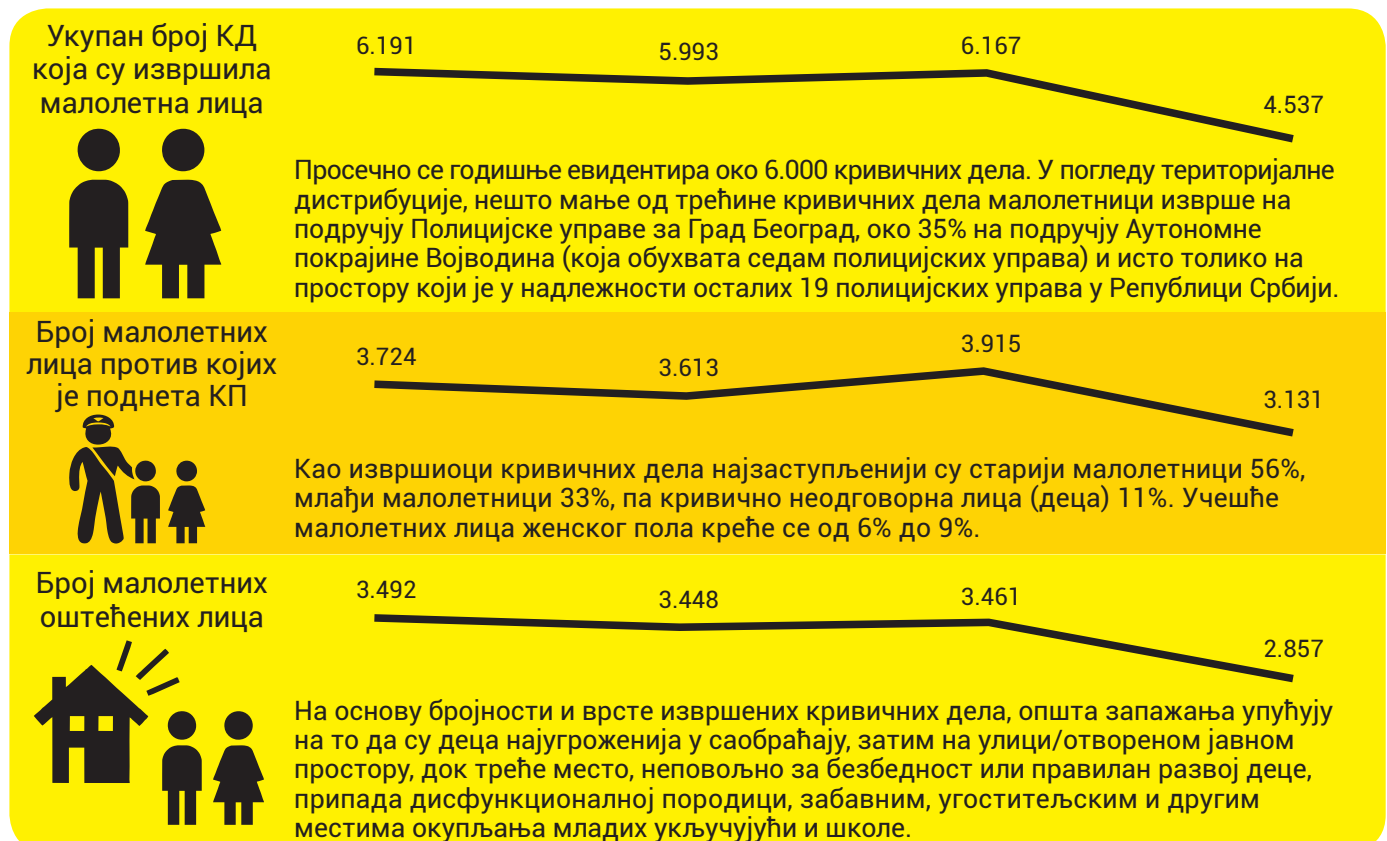 Укупан број КД
која су извршила
малолетна лица
6.191
5.993
6.167
4.537
Просечно се годишње евидентира око 6.000 кривичних дела. У погледу територијалне
дистрибуције, нешто мање од трећине кривичних дела малолетници изврше на
подручју Полицијске управе за Град Београд, око 35% на подручју Аутономне
покрајине Војводина (која обухвата седам полицијских управа) и исто толико на
простору који је у надлежности осталих 19 полицијских управа у Републици Србији.
Број малолетних
лица против којих
је поднета КП
3.724
3.613
3.915
3.131
Као извршиоци кривичних дела најзаступљенији су старији малолетници 56%,
млађи малолетници 33%, па кривично неодговорна лица (деца) 11%. Учешће
малолетних лица женског пола креће се од 6% до 9%.
Број малолетних
оштећених лица
3.492
3.448
3.461
2.857
На основу бројности и врсте извршених кривичних дела, општа запажања упућују
на то да су деца најугроженија у саобраћају, затим на улици/отвореном јавном
простору, док треће место, неповољно за безбедност или правилан развој деце,
припада дисфункционалној породици, забавним, угоститељским и другим
местима окупљања младих укључујући и школе.